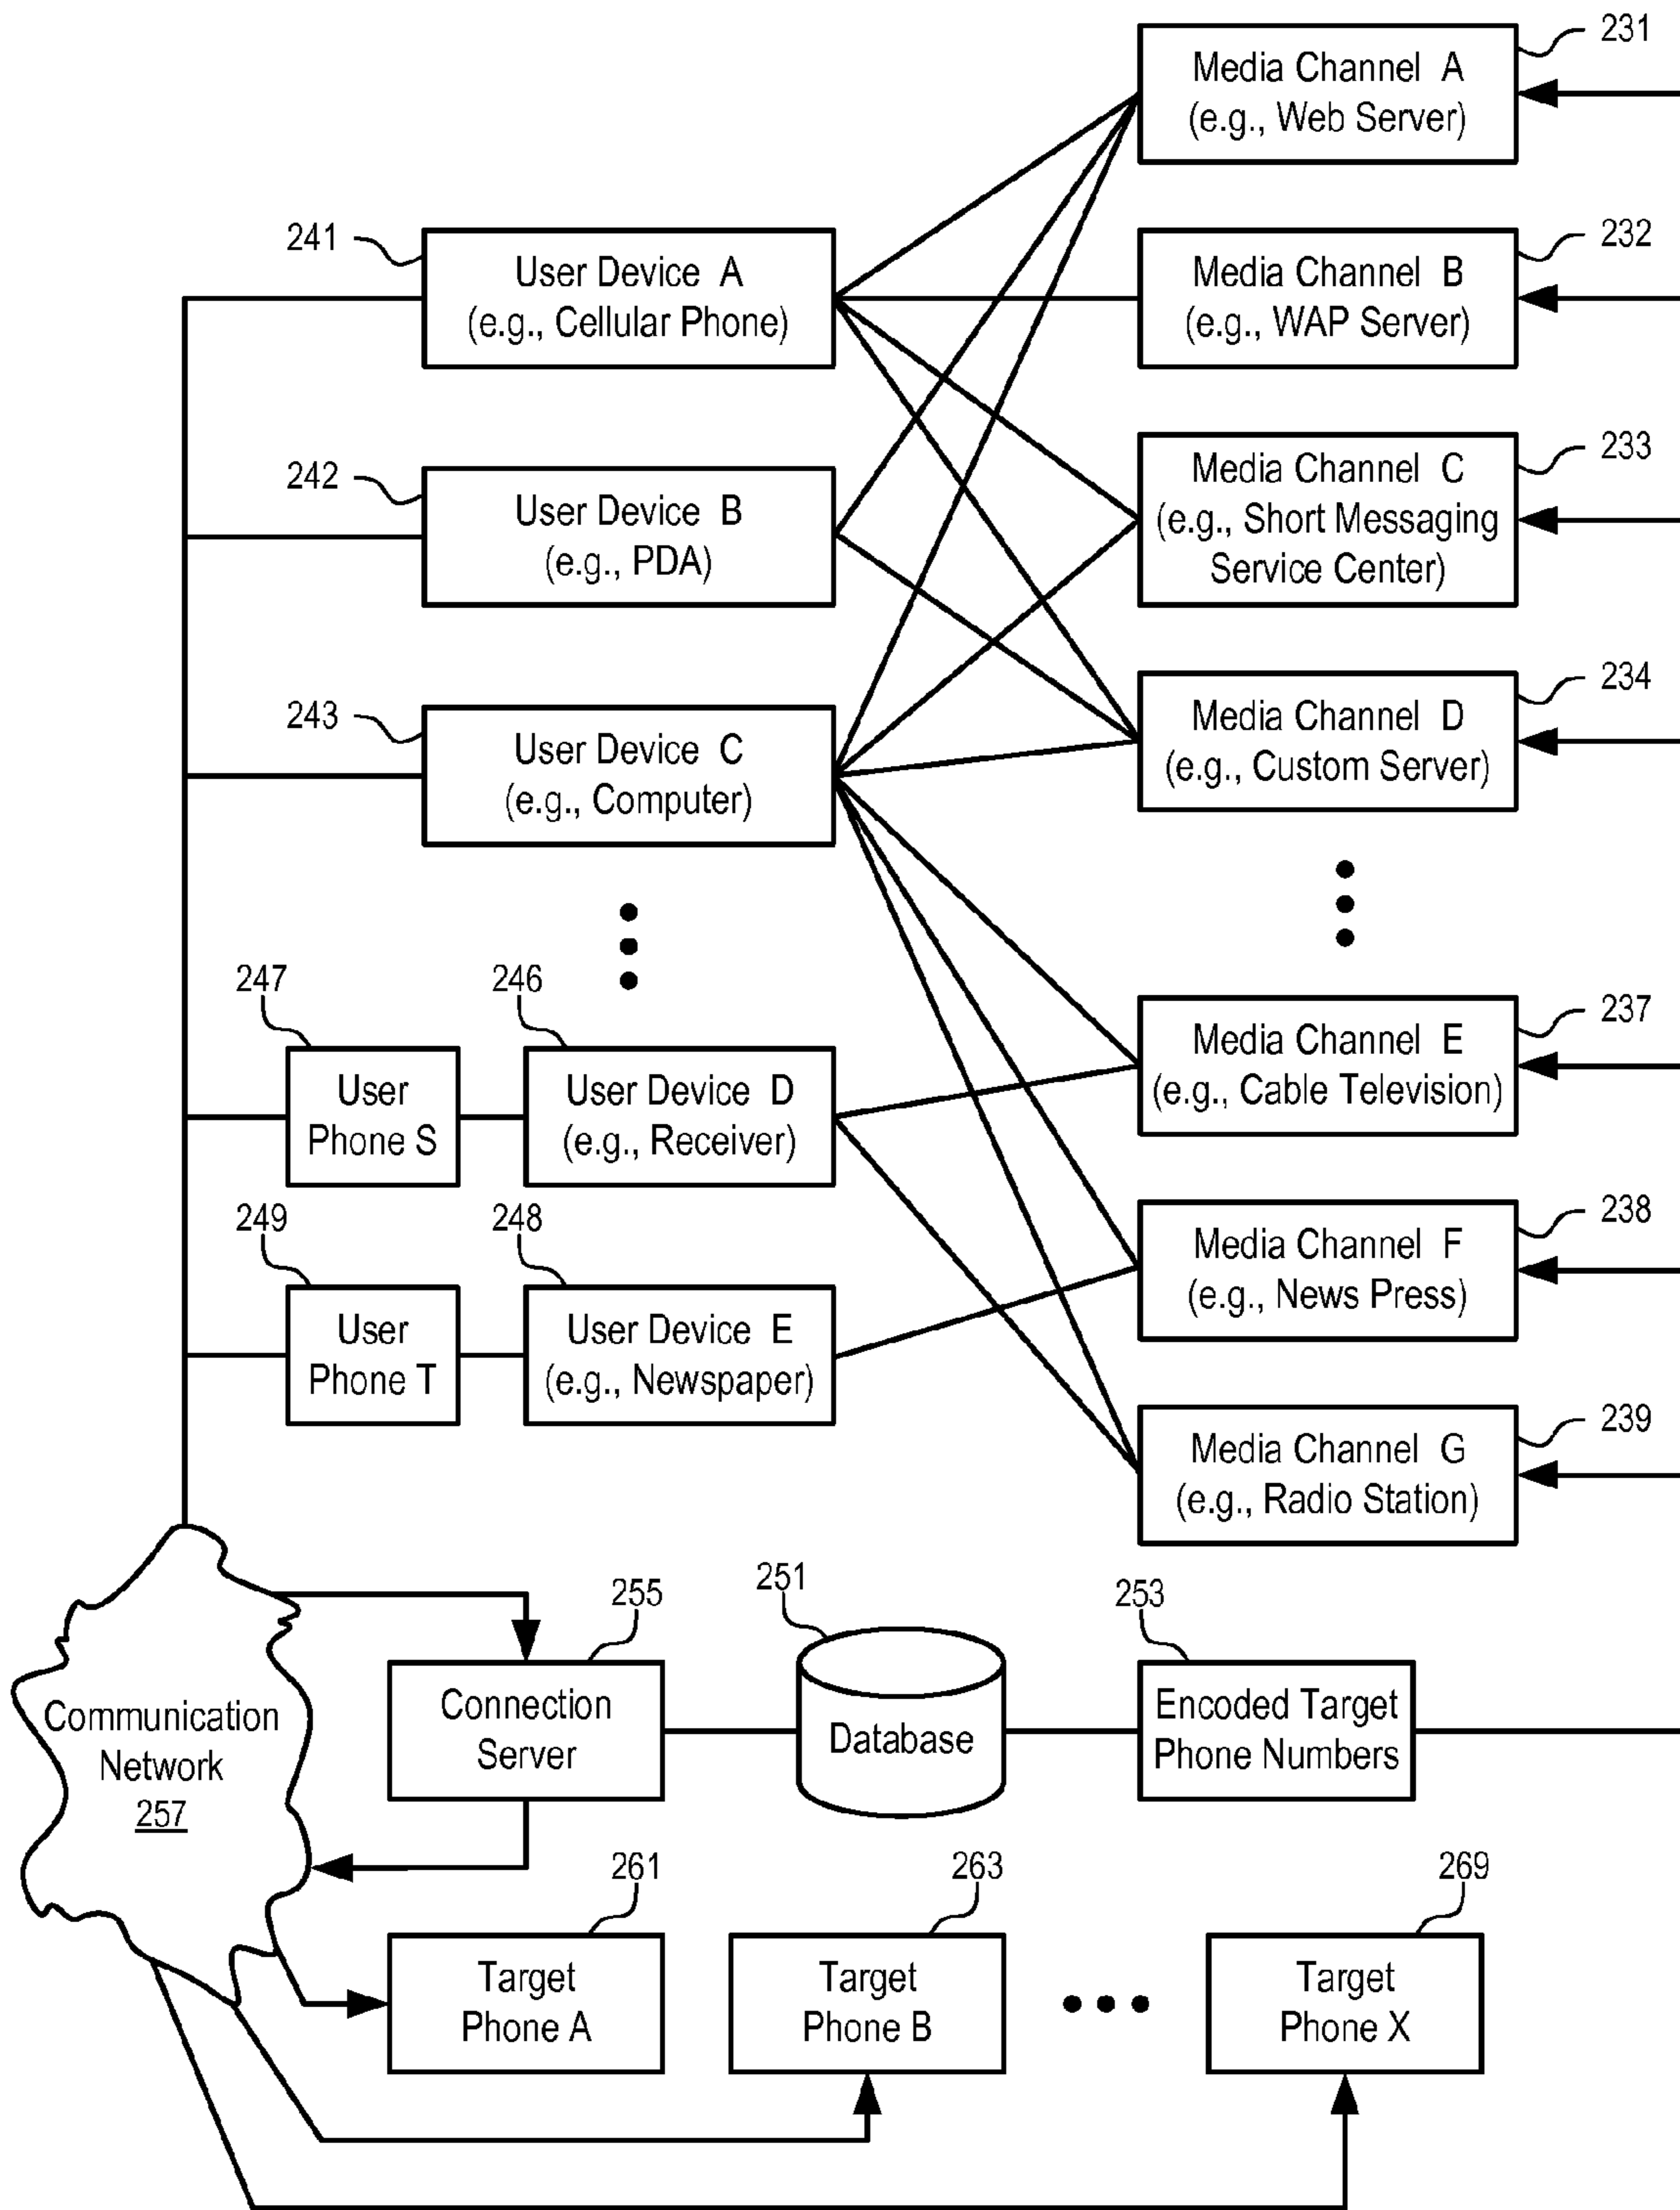 231
Media Channel A
(e.g., Web Server)
241
User Device A
(e.g., Cellular Phone)
232
Media Channel B
(e.g., WAP Server)
242
User Device B
(e.g., PDA)
233
Media Channel C
(e.g., Short Messaging
Service Center)
243
User Device C
(e.g., Computer)
234
Media Channel D
(e.g., Custom Server)
247
User
Phone S
246
User Device D
(e.g., Receiver)
237
Media Channel E
(e.g., Cable Television)
249
User
Phone T
248
User Device E
(e.g., Newspaper)
238
Media Channel F
(e.g., News Press)
239
Media Channel G
(e.g., Radio Station)
Communication
Network
257
255
Connection
Server
251
Database
253
Encoded Target
Phone Numbers
261
Target
Phone A
263
Target
Phone B
269
Target
Phone X